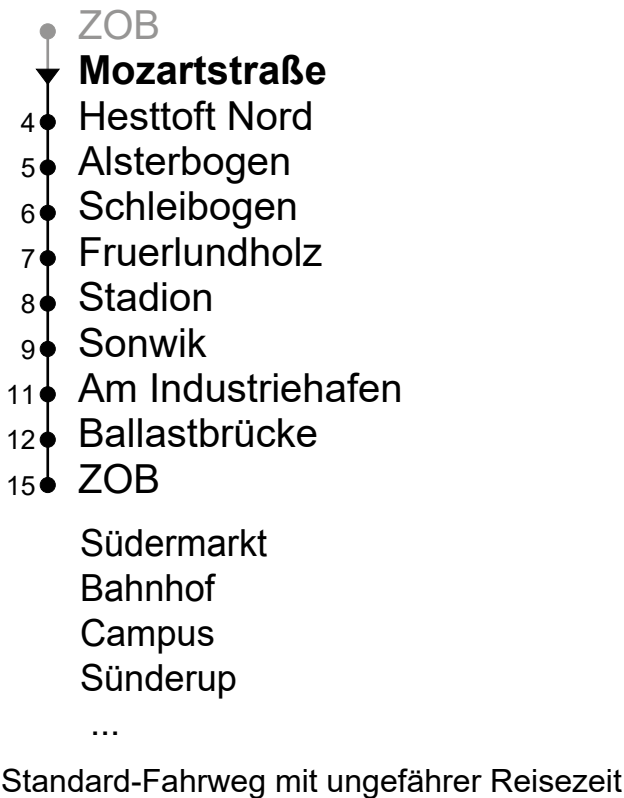 ZOB
Mozartstraße
4 Hesttoft Nord
5 Alsterbogen
6 Schleibogen
7 Fruerlundholz
8 Stadion
9 Sonwik
11 Am Industriehafen
12 Ballastbrücke
15 ZOB
Südermarkt
Bahnhof
Campus
Sünderup
...
Standard-Fahrweg mit ungefährer Reisezeit